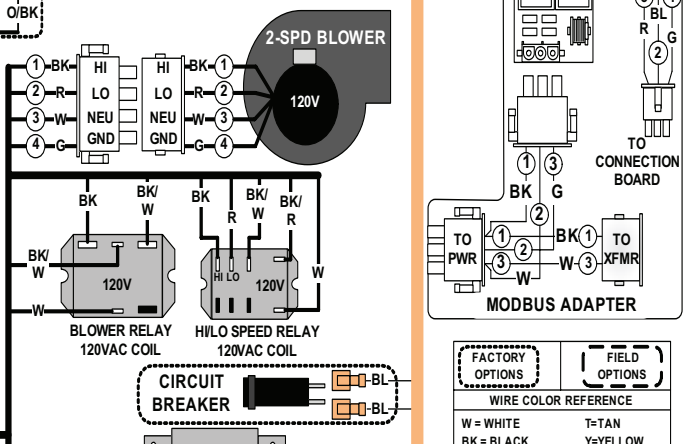 O/BK
2-SPD BLOWER
120V
1 BK HI HI BK 1
2 R LO LO R 2
3 W NEU NEU W 3
4 G GND GND G 4
BK
BK/
W
BK
R
BK/
W
BK/
R
BK/
W
W
W
120V
HI LO
120V
BLOWER RELAY
120VAC COIL
HI/LO SPEED RELAY
120VAC COIL
CIRCUIT
BREAKER
BL
BL
BL
R
G
2
TO
CONNECTION
BOARD
1 3
BK G
2
TO
PWR
1 BK 1
2
3 W 3
W
TO
XFMR
MODBUS ADAPTER
FACTORY
OPTIONS
FIELD
OPTIONS
WIRE COLOR REFERENCE
W = WHITE T=TAN
BK = BLACK Y=YELLOW